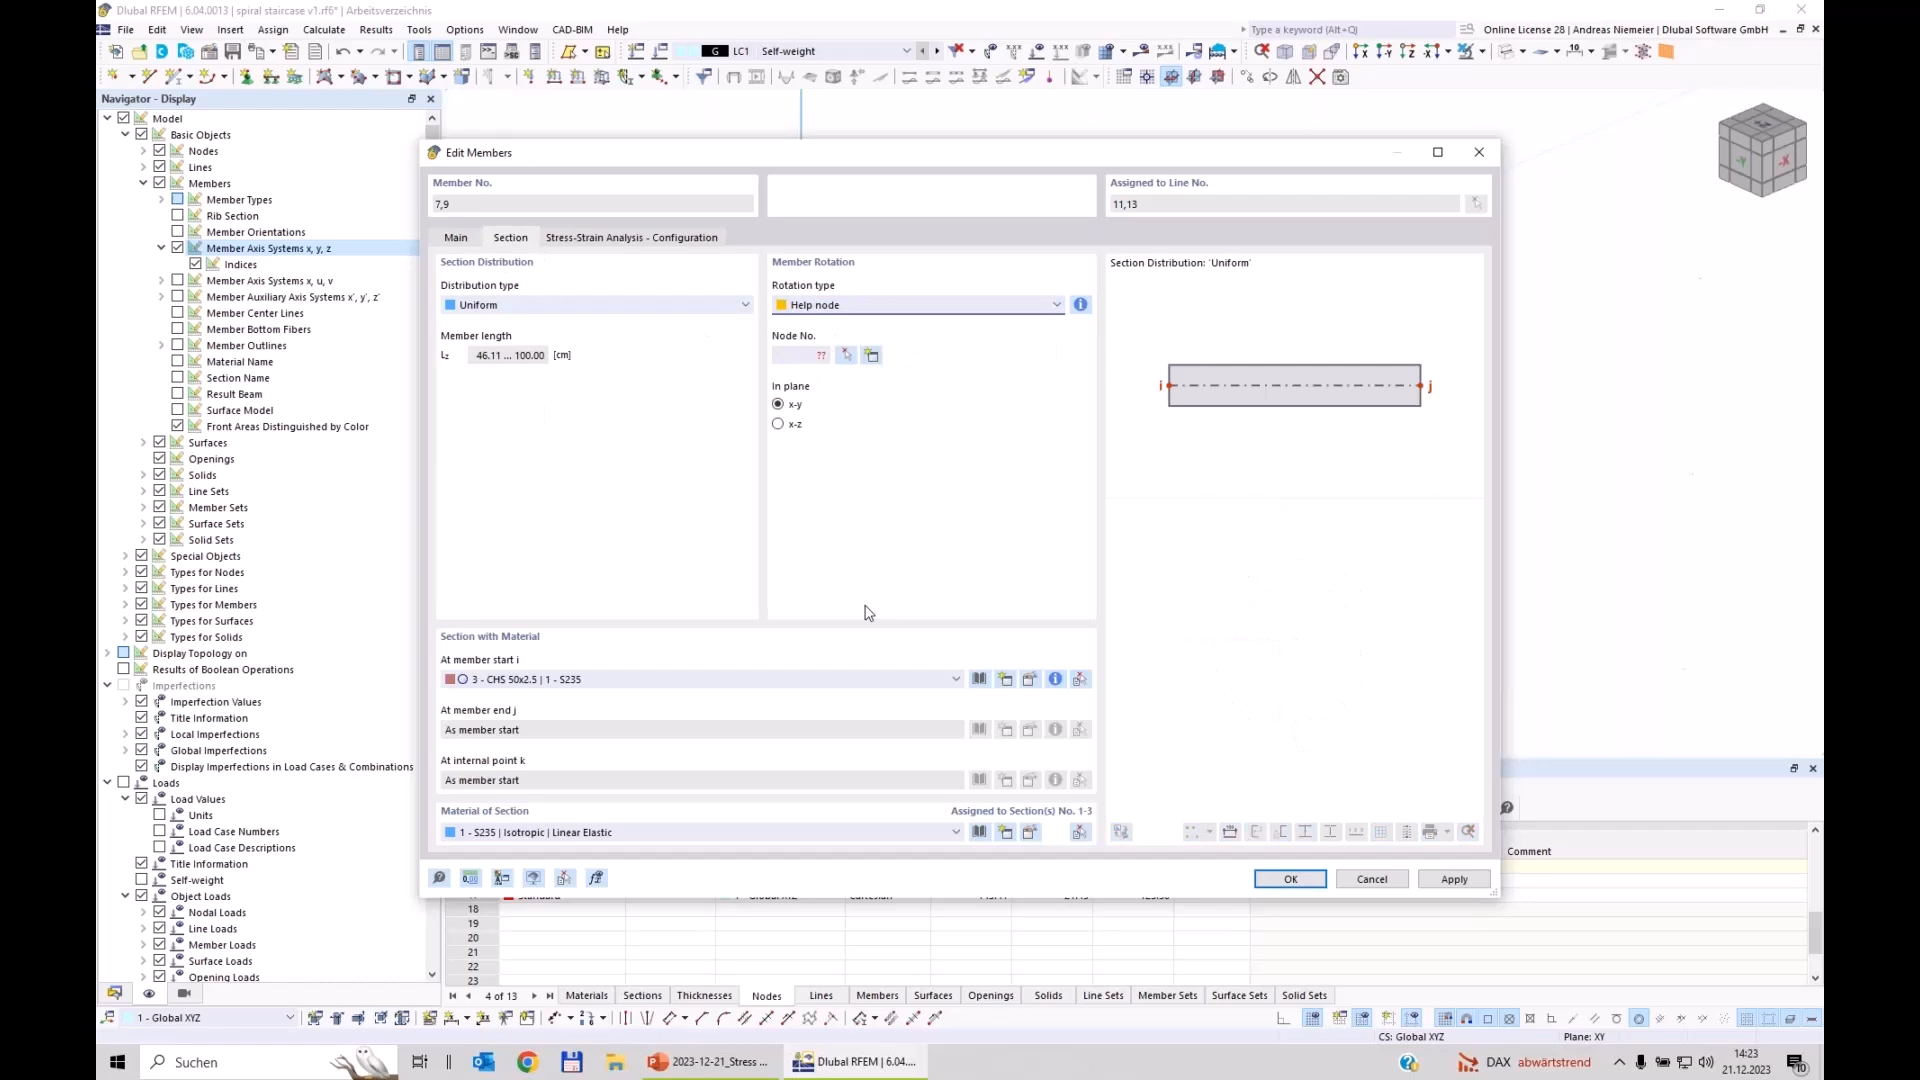 Dlubal RFEM | 6.04.0013 | spiral staircase v1.rf6* | Arbeitsverzeichnis
File Edit View Insert Assign Calculate Results Tools Options Window CAD-BIM Help
Type a keyword (Alt+Q)
Online License 28 | Andreas Niemeier | Dlubal Software GmbH
G LC1 Self-weight
Navigator - Display
Model
Basic Objects
Nodes
Lines
Members
Member Types
Rib Section
Member Orientations
Member Axis Systems x, y, z
Indices
Member Axis Systems x, u, v
Member Auxiliary Axis Systems x', y', z'
Member Center Lines
Member Bottom Fibers
Member Outlines
Material Name
Section Name
Result Beam
Surface Model
Front Areas Distinguished by Color
Surfaces
Openings
Solids
Line Sets
Member Sets
Surface Sets
Solid Sets
Special Objects
Types for Nodes
Types for Lines
Types for Members
Types for Surfaces
Types for Solids
Display Topology on
Results of Boolean Operations
Imperfections
Imperfection Values
Title Information
Local Imperfections
Global Imperfections
Display Imperfections in Load Cases & Combinations
Loads
Load Values
Units
Load Case Numbers
Load Case Descriptions
Title Information
Self-weight
Object Loads
Nodal Loads
Line Loads
Member Loads
Surface Loads
Opening Loads
Edit Members
Member No.
7,9
Assigned to Line No.
11,13
Main Section Stress-Strain Analysis - Configuration
Section Distribution
Distribution type
Uniform
Member length
Lz 46.11 ... 100.00 [cm]
Member Rotation
Rotation type
Help node
Node No.
??
In plane
x-y
x-z
Section Distribution: 'Uniform'
i j
Section with Material
At member start i
3 - CHS 50x2.5 | 1 - S235
At member end j
As member start
At internal point k
As member start
Material of Section Assigned to Section(s) No. 1-3
1 - S235 | Isotropic | Linear Elastic
OK Cancel Apply
Comment
18
19
20
21
22
23
4 of 13 Materials Sections Thicknesses Nodes Lines Members Surfaces Openings Solids Line Sets Member Sets Surface Sets Solid Sets
1 - Global XYZ
CS: Global XYZ Plane: XY
Suchen
2023-12-21_Stress ...
Dlubal RFEM | 6.04....
DAX abwärtstrend
14:23
21.12.2023
10